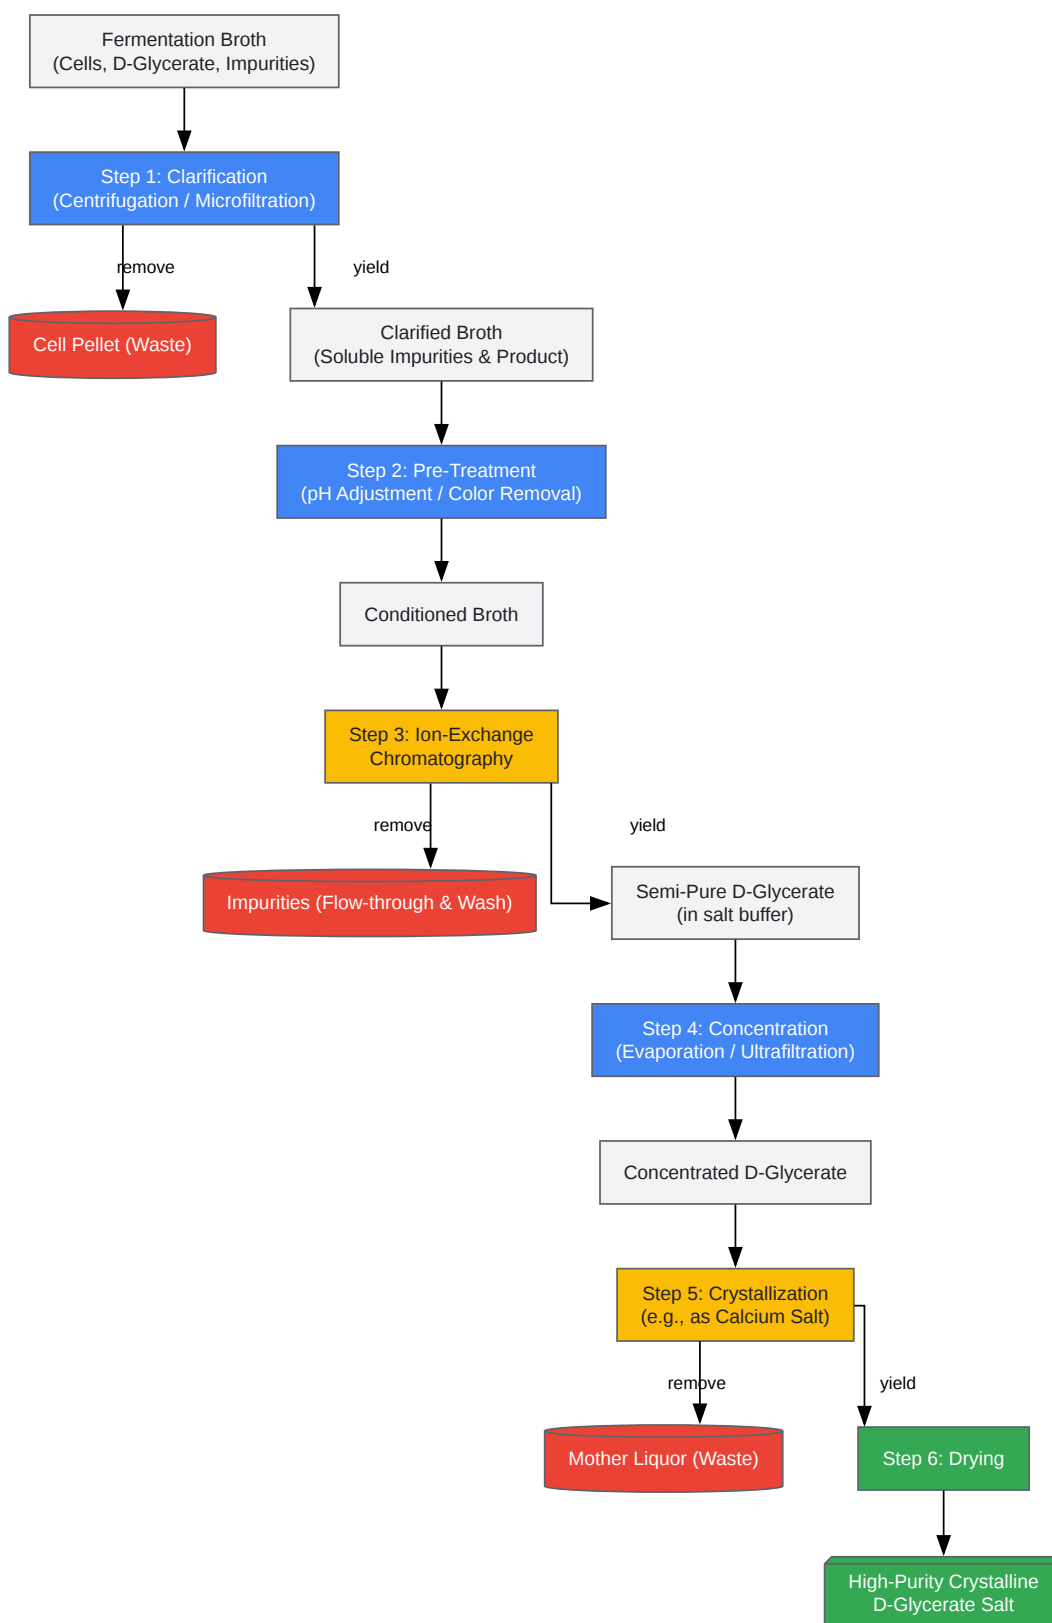 Fermentation Broth
(Cells, D-Glycerate, Impurities)
Step 1: Clarification
(Centrifugation / Microfiltration)
remove
yield
Cell Pellet (Waste)
Clarified Broth
(Soluble Impurities & Product)
Step 2: Pre-Treatment
(pH Adjustment / Color Removal)
Conditioned Broth
Step 3: Ion-Exchange
Chromatography
remove
yield
Impurities (Flow-through & Wash)
Semi-Pure D-Glycerate
(in salt buffer)
Step 4: Concentration
(Evaporation / Ultrafiltration)
Concentrated D-Glycerate
Step 5: Crystallization
(e.g., as Calcium Salt)
remove
yield
Mother Liquor (Waste)
Step 6: Drying
High-Purity Crystalline
D-Glycerate Salt